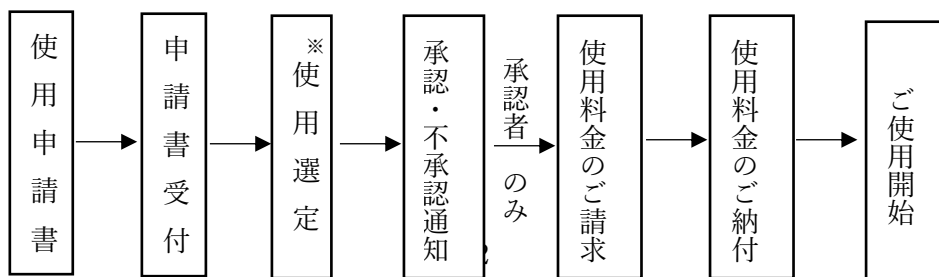 使用申請書
申請書受付
※使用選定
承認・不承認通知
承認者のみ
使用料金のご請求
使用料金のご納付
ご使用開始